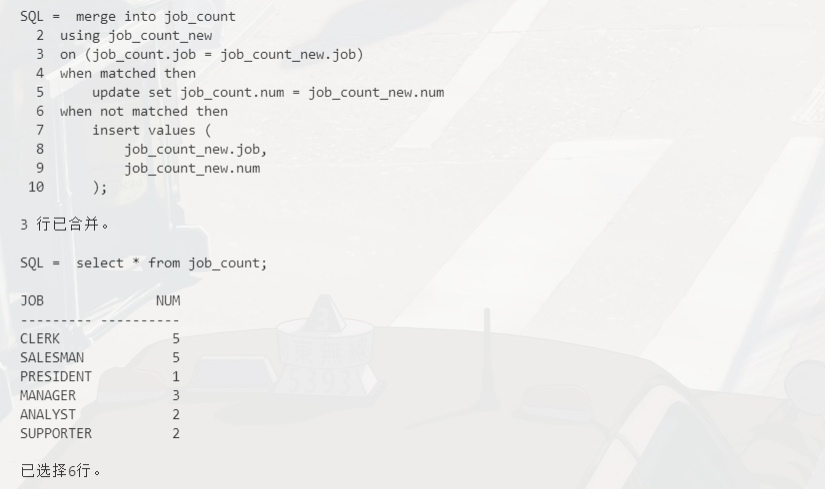 SQL =  merge into job_count
  2  using job_count_new
  3  on (job_count.job = job_count_new.job)
  4  when matched then
  5      update set job_count.num = job_count_new.num
  6  when not matched then
  7      insert values (
  8          job_count_new.job,
  9          job_count_new.num
 10      );
3 行已合并。
SQL =  select * from job_count;
JOB              NUM
--------- ----------
CLERK              5
SALESMAN           5
PRESIDENT          1
MANAGER            3
ANALYST            2
SUPPORTER          2
已选择6行。